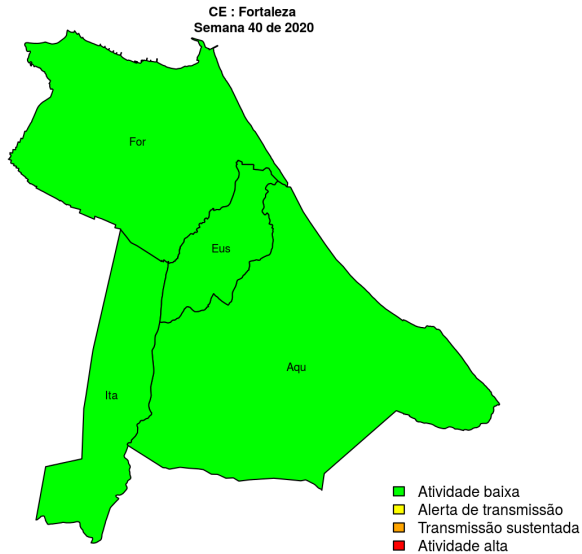 CE : Fortaleza
Semana 40 de 2020
For
Eus
Aqu
Ita
Atividade baixa
Alerta de transmissão
Transmissão sustentada
Atividade alta